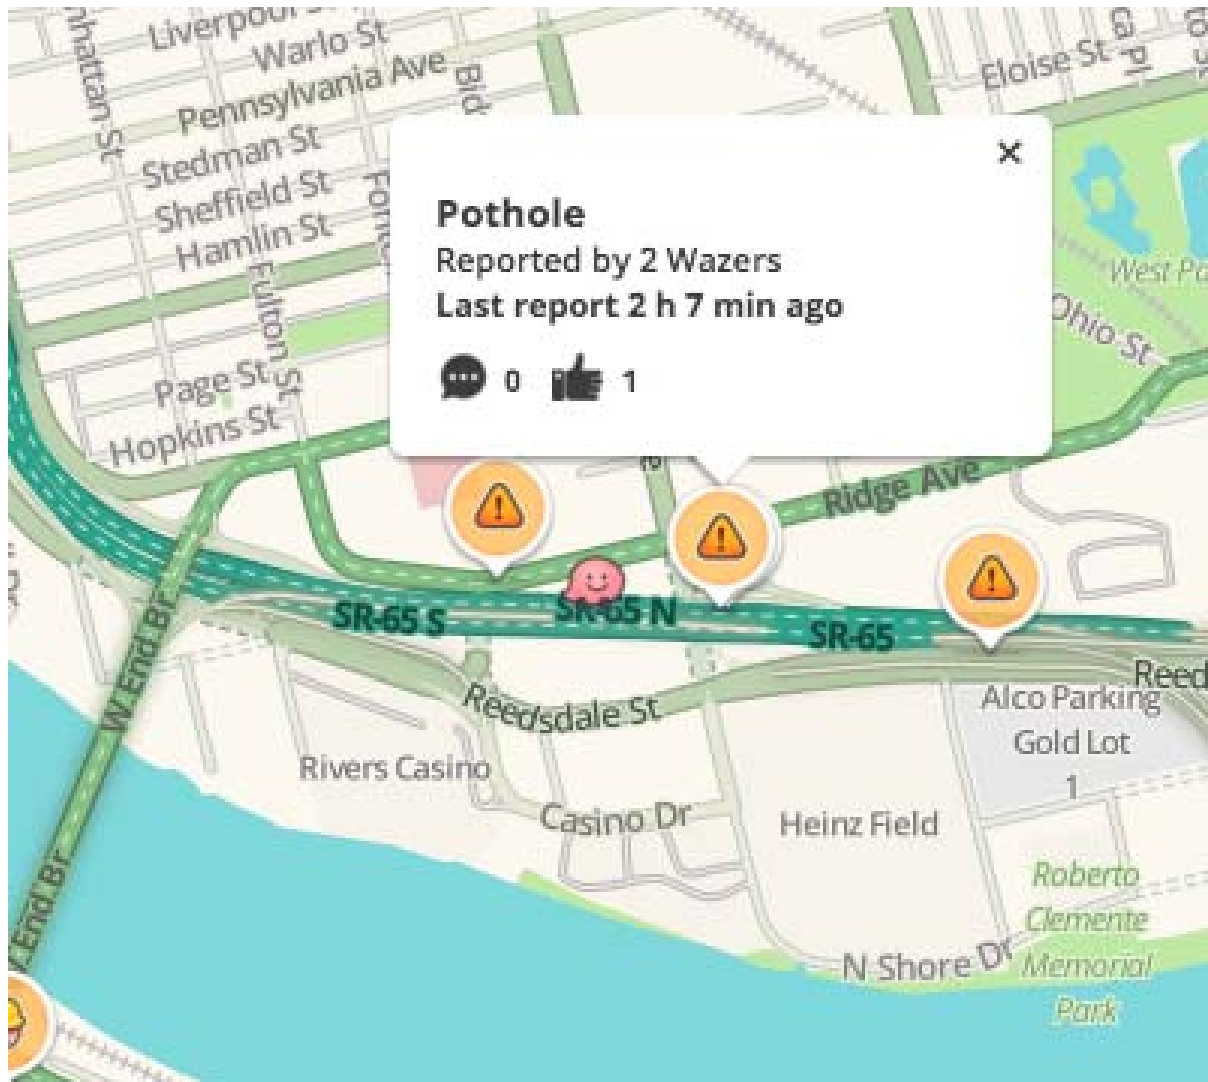 Liverpool St
Warlo St
Pennsylvania Ave
Stedman St
Sheffield St
Hamlin St
Fulton St
Page St
Hopkins St
Eloise St
×
Pothole
Reported by 2 Wazers
Last report 2 h 7 min ago
0 1
West
Ohio St
Ridge Ave
SR-65 S
SR-65 N
SR-65
W End Br
End Br
Reedsdale St
Reed
Alco Parking
Gold Lot
1
Rivers Casino
Casino Dr
Heinz Field
N Shore Dr
Roberto
Clemente
Memorial
Park